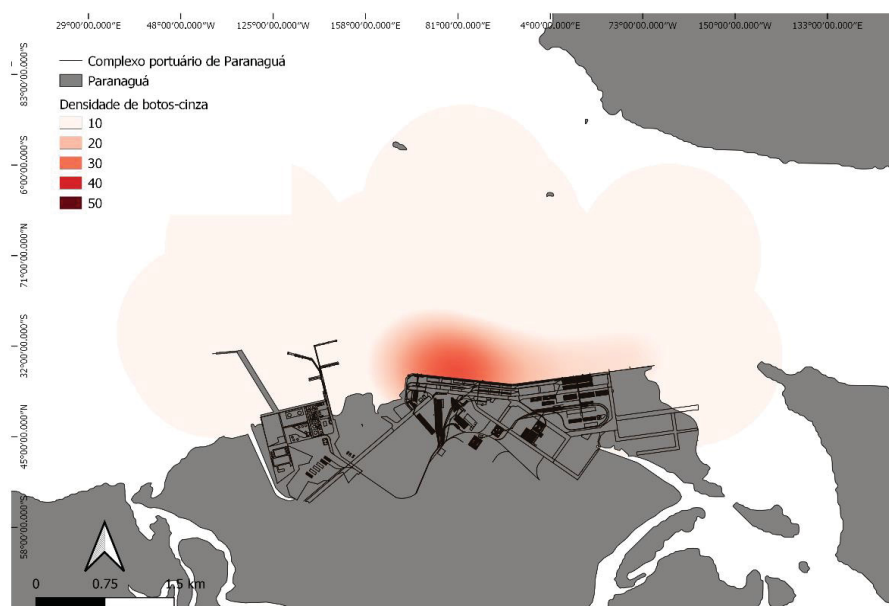 29°00'00.000"E 48°00'00.000"W 125°00'00.000"W 158°00'00.000"E 81°00'00.000"E 4°00'00.000"E 73°00'00.000"W 150°00'00.000"W 133°00'00.000"E
Complexo portuário de Paranaguá
Paranaguá
Densidade de botos-cinza
10
20
30
40
50
83°00'00.000"S
6°00'00.000"S
71°00'00.000"N
32°00'00.000"S
45°00'00.000"N
58°00'00.000"S
0 0.75 1.5 km